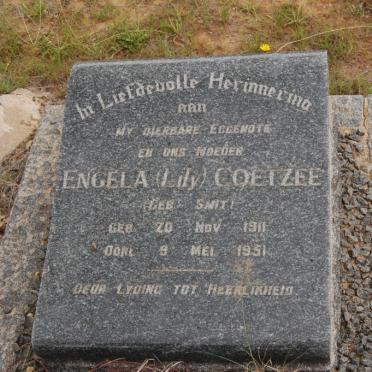 In Liefdevolle Herinnering
AAN
MY DIERBARE EGGENOTE
EN ONS MOEDER
ENGELA (Lily) COETZEE
(GEB. SMIT)
GEB. 20 NOV. 1911
OORL. 9 MEI 1951
DEUR LYDING TOT HEERLIKHEID.